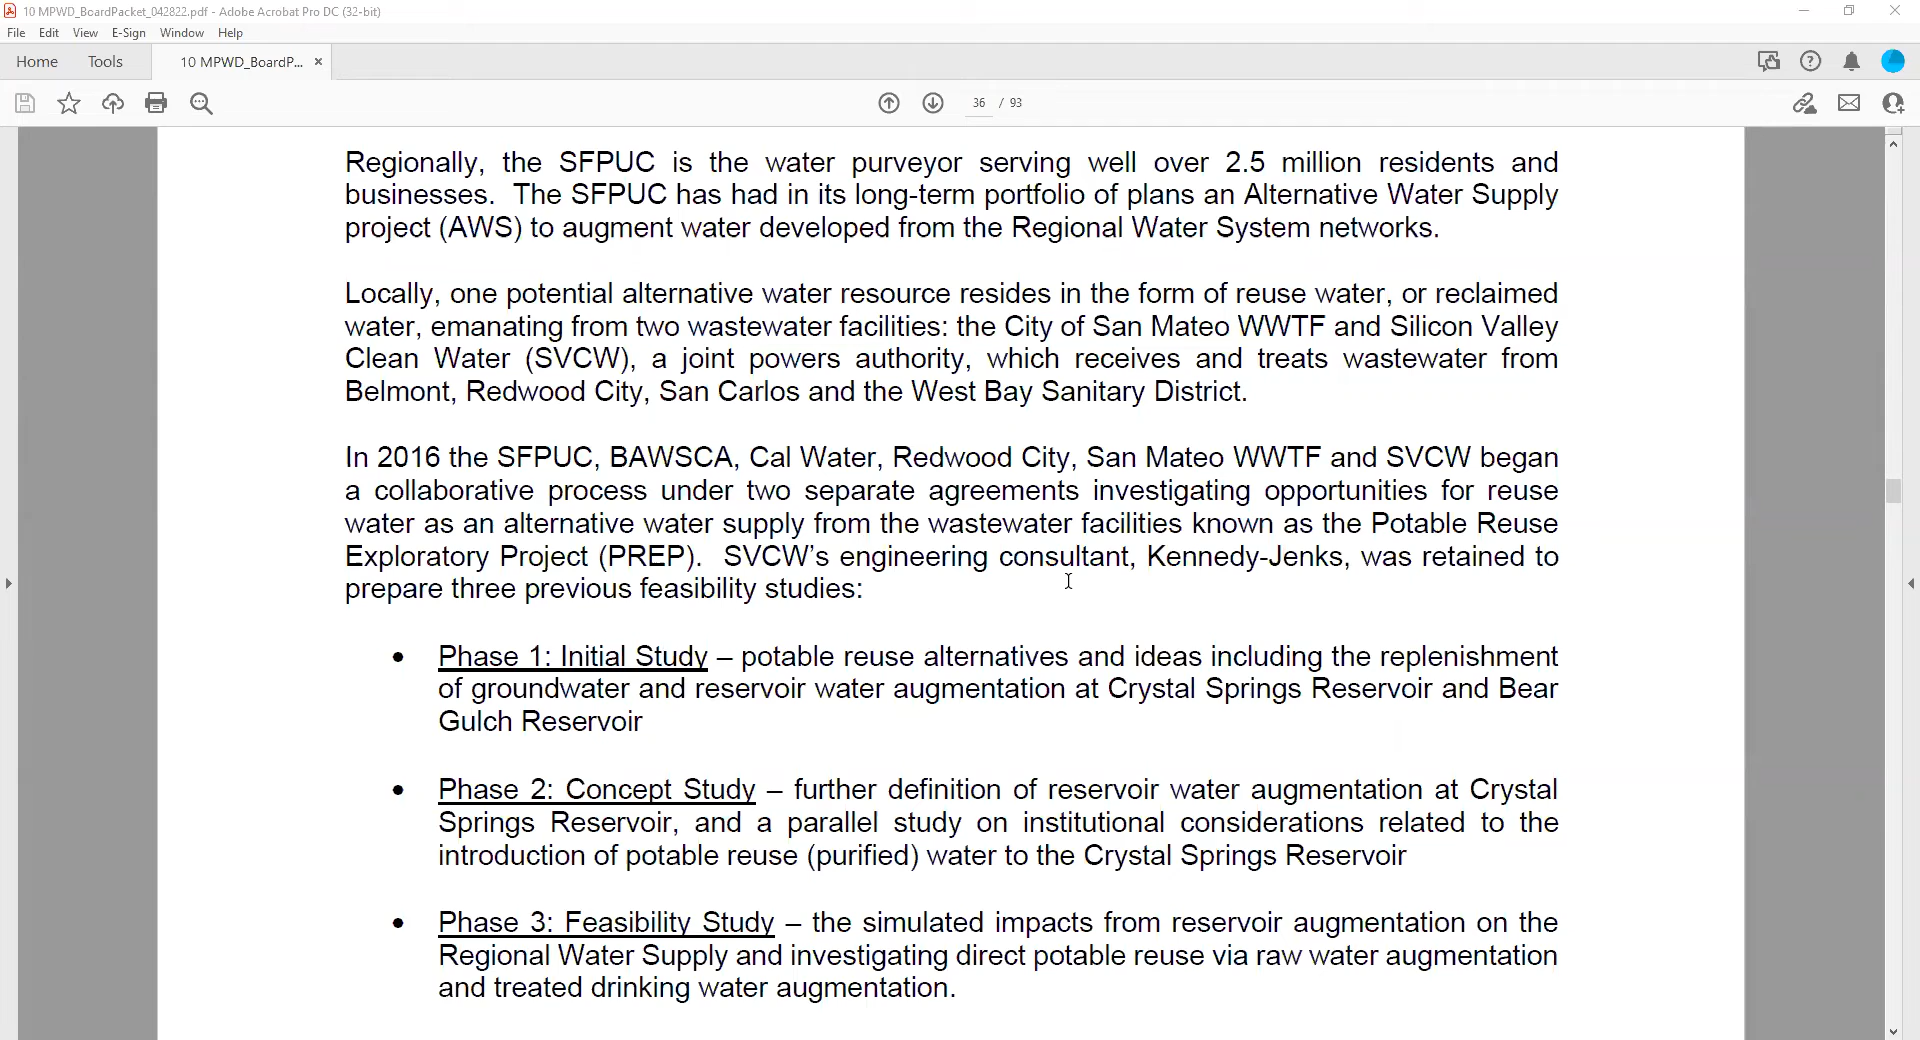 10 MPWD_BoardPacket_042822.pdf - Adobe Acrobat Pro DC (32-bit)
File Edit View E-Sign Window Help
Home Tools 10 MPWD_BoardP... ×
36 / 93
Regionally, the SFPUC is the water purveyor serving well over 2.5 million residents and
businesses. The SFPUC has had in its long-term portfolio of plans an Alternative Water Supply
project (AWS) to augment water developed from the Regional Water System networks.
Locally, one potential alternative water resource resides in the form of reuse water, or reclaimed
water, emanating from two wastewater facilities: the City of San Mateo WWTF and Silicon Valley
Clean Water (SVCW), a joint powers authority, which receives and treats wastewater from
Belmont, Redwood City, San Carlos and the West Bay Sanitary District.
In 2016 the SFPUC, BAWSCA, Cal Water, Redwood City, San Mateo WWTF and SVCW began
a collaborative process under two separate agreements investigating opportunities for reuse
water as an alternative water supply from the wastewater facilities known as the Potable Reuse
Exploratory Project (PREP). SVCW's engineering consultant, Kennedy-Jenks, was retained to
prepare three previous feasibility studies:
• Phase 1: Initial Study – potable reuse alternatives and ideas including the replenishment
of groundwater and reservoir water augmentation at Crystal Springs Reservoir and Bear
Gulch Reservoir
• Phase 2: Concept Study – further definition of reservoir water augmentation at Crystal
Springs Reservoir, and a parallel study on institutional considerations related to the
introduction of potable reuse (purified) water to the Crystal Springs Reservoir
• Phase 3: Feasibility Study – the simulated impacts from reservoir augmentation on the
Regional Water Supply and investigating direct potable reuse via raw water augmentation
and treated drinking water augmentation.